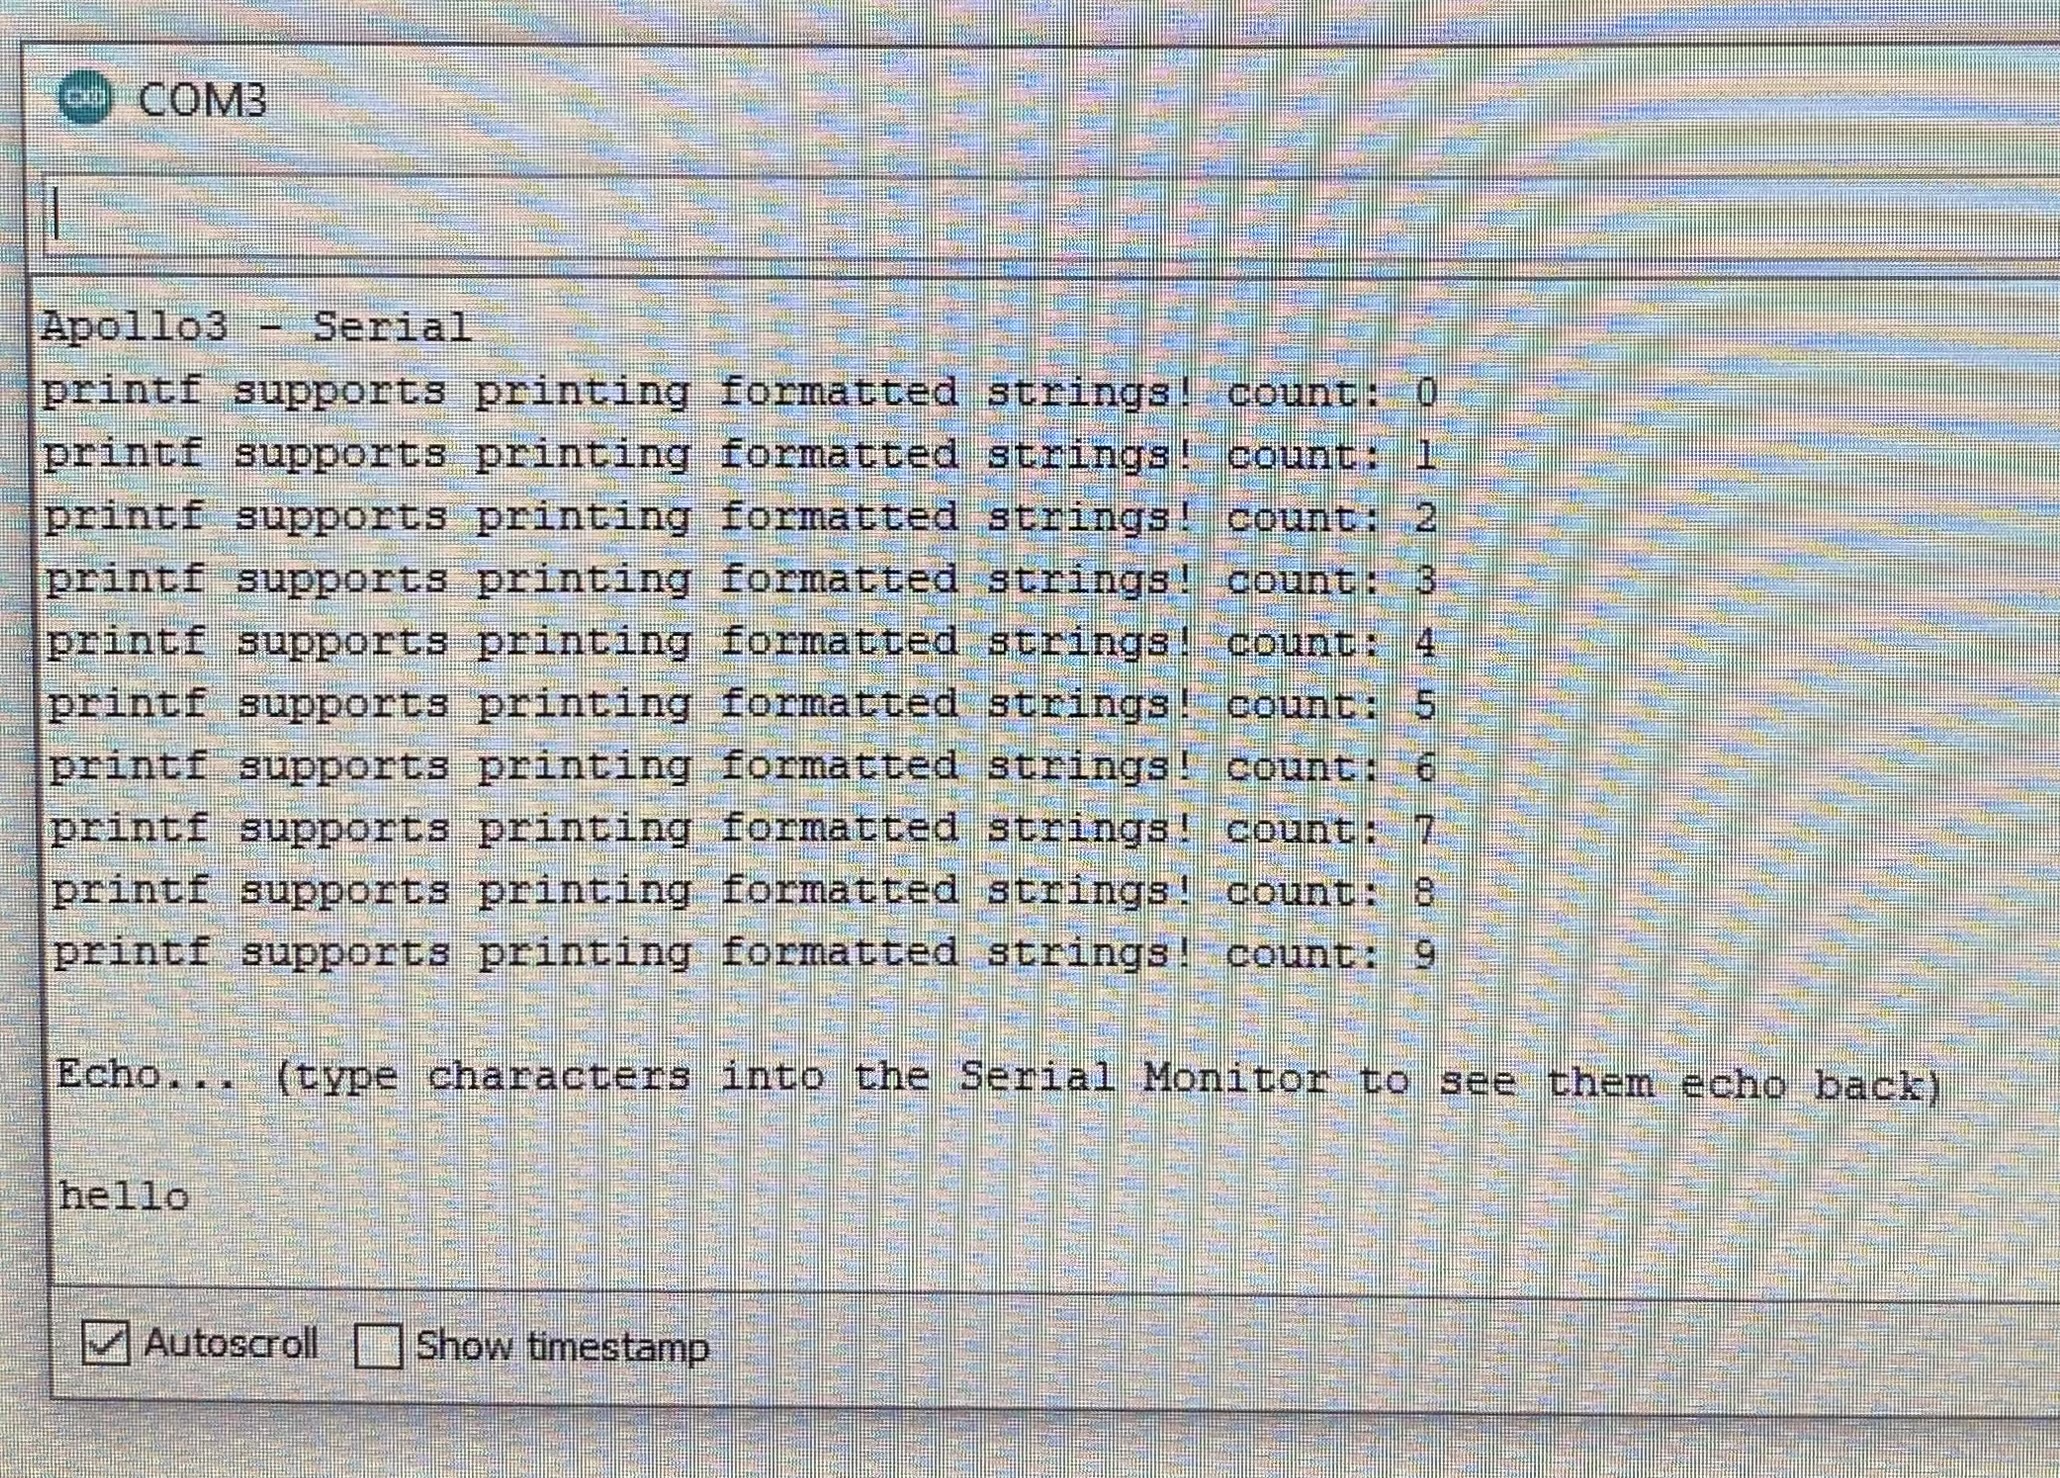 COM3
Apollo3 - Serial
printf supports printing formatted strings! count: 0
printf supports printing formatted strings! count: 1
printf supports printing formatted strings! count: 2
printf supports printing formatted strings! count: 3
printf supports printing formatted strings! count: 4
printf supports printing formatted strings! count: 5
printf supports printing formatted strings! count: 6
printf supports printing formatted strings! count: 7
printf supports printing formatted strings! count: 8
printf supports printing formatted strings! count: 9
Echo... (type characters into the Serial Monitor to see them echo back)
hello
Autoscroll Show timestamp